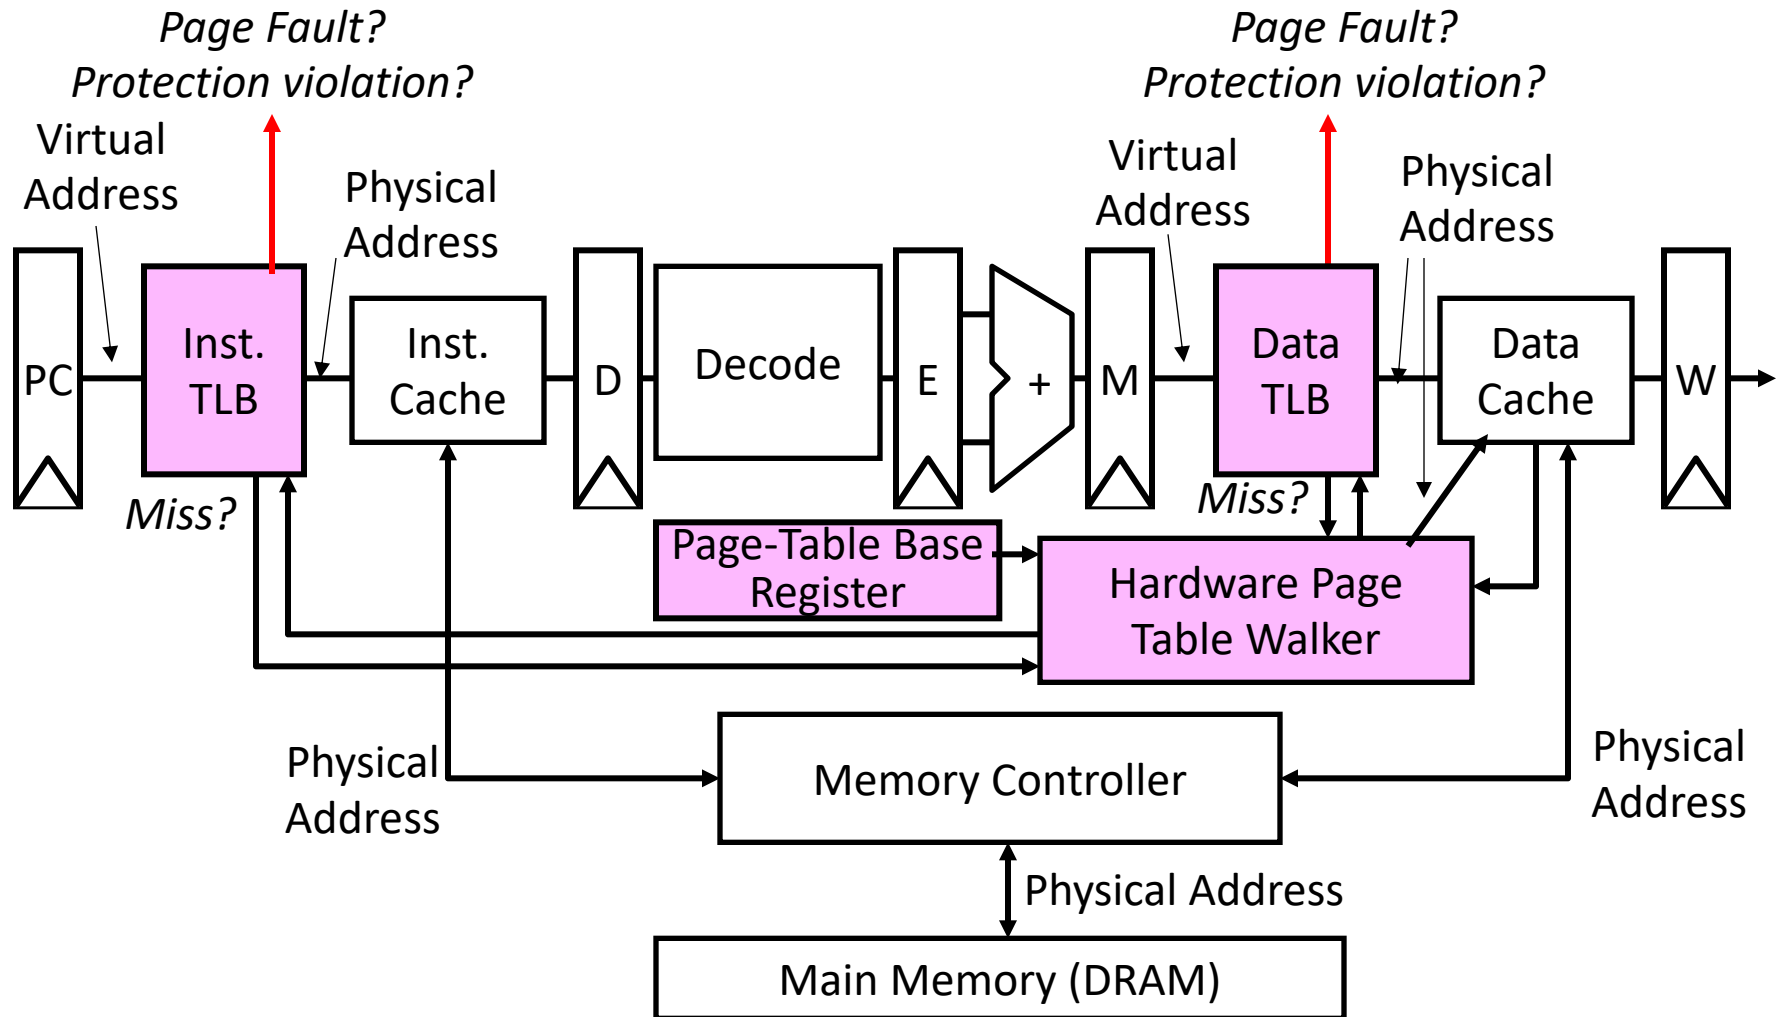 Page Fault?
Protection violation?
Page Fault?
Protection violation?
Virtual
Address
Physical
Address
Virtual
Address
Physical
Address
PC
Inst.
TLB
Inst.
Cache
D
Decode
E
+
M
Data
TLB
Data
Cache
W
Miss?
Miss?
Page-Table Base
Register
Hardware Page
Table Walker
Physical
Address
Memory Controller
Physical
Address
Physical Address
Main Memory (DRAM)